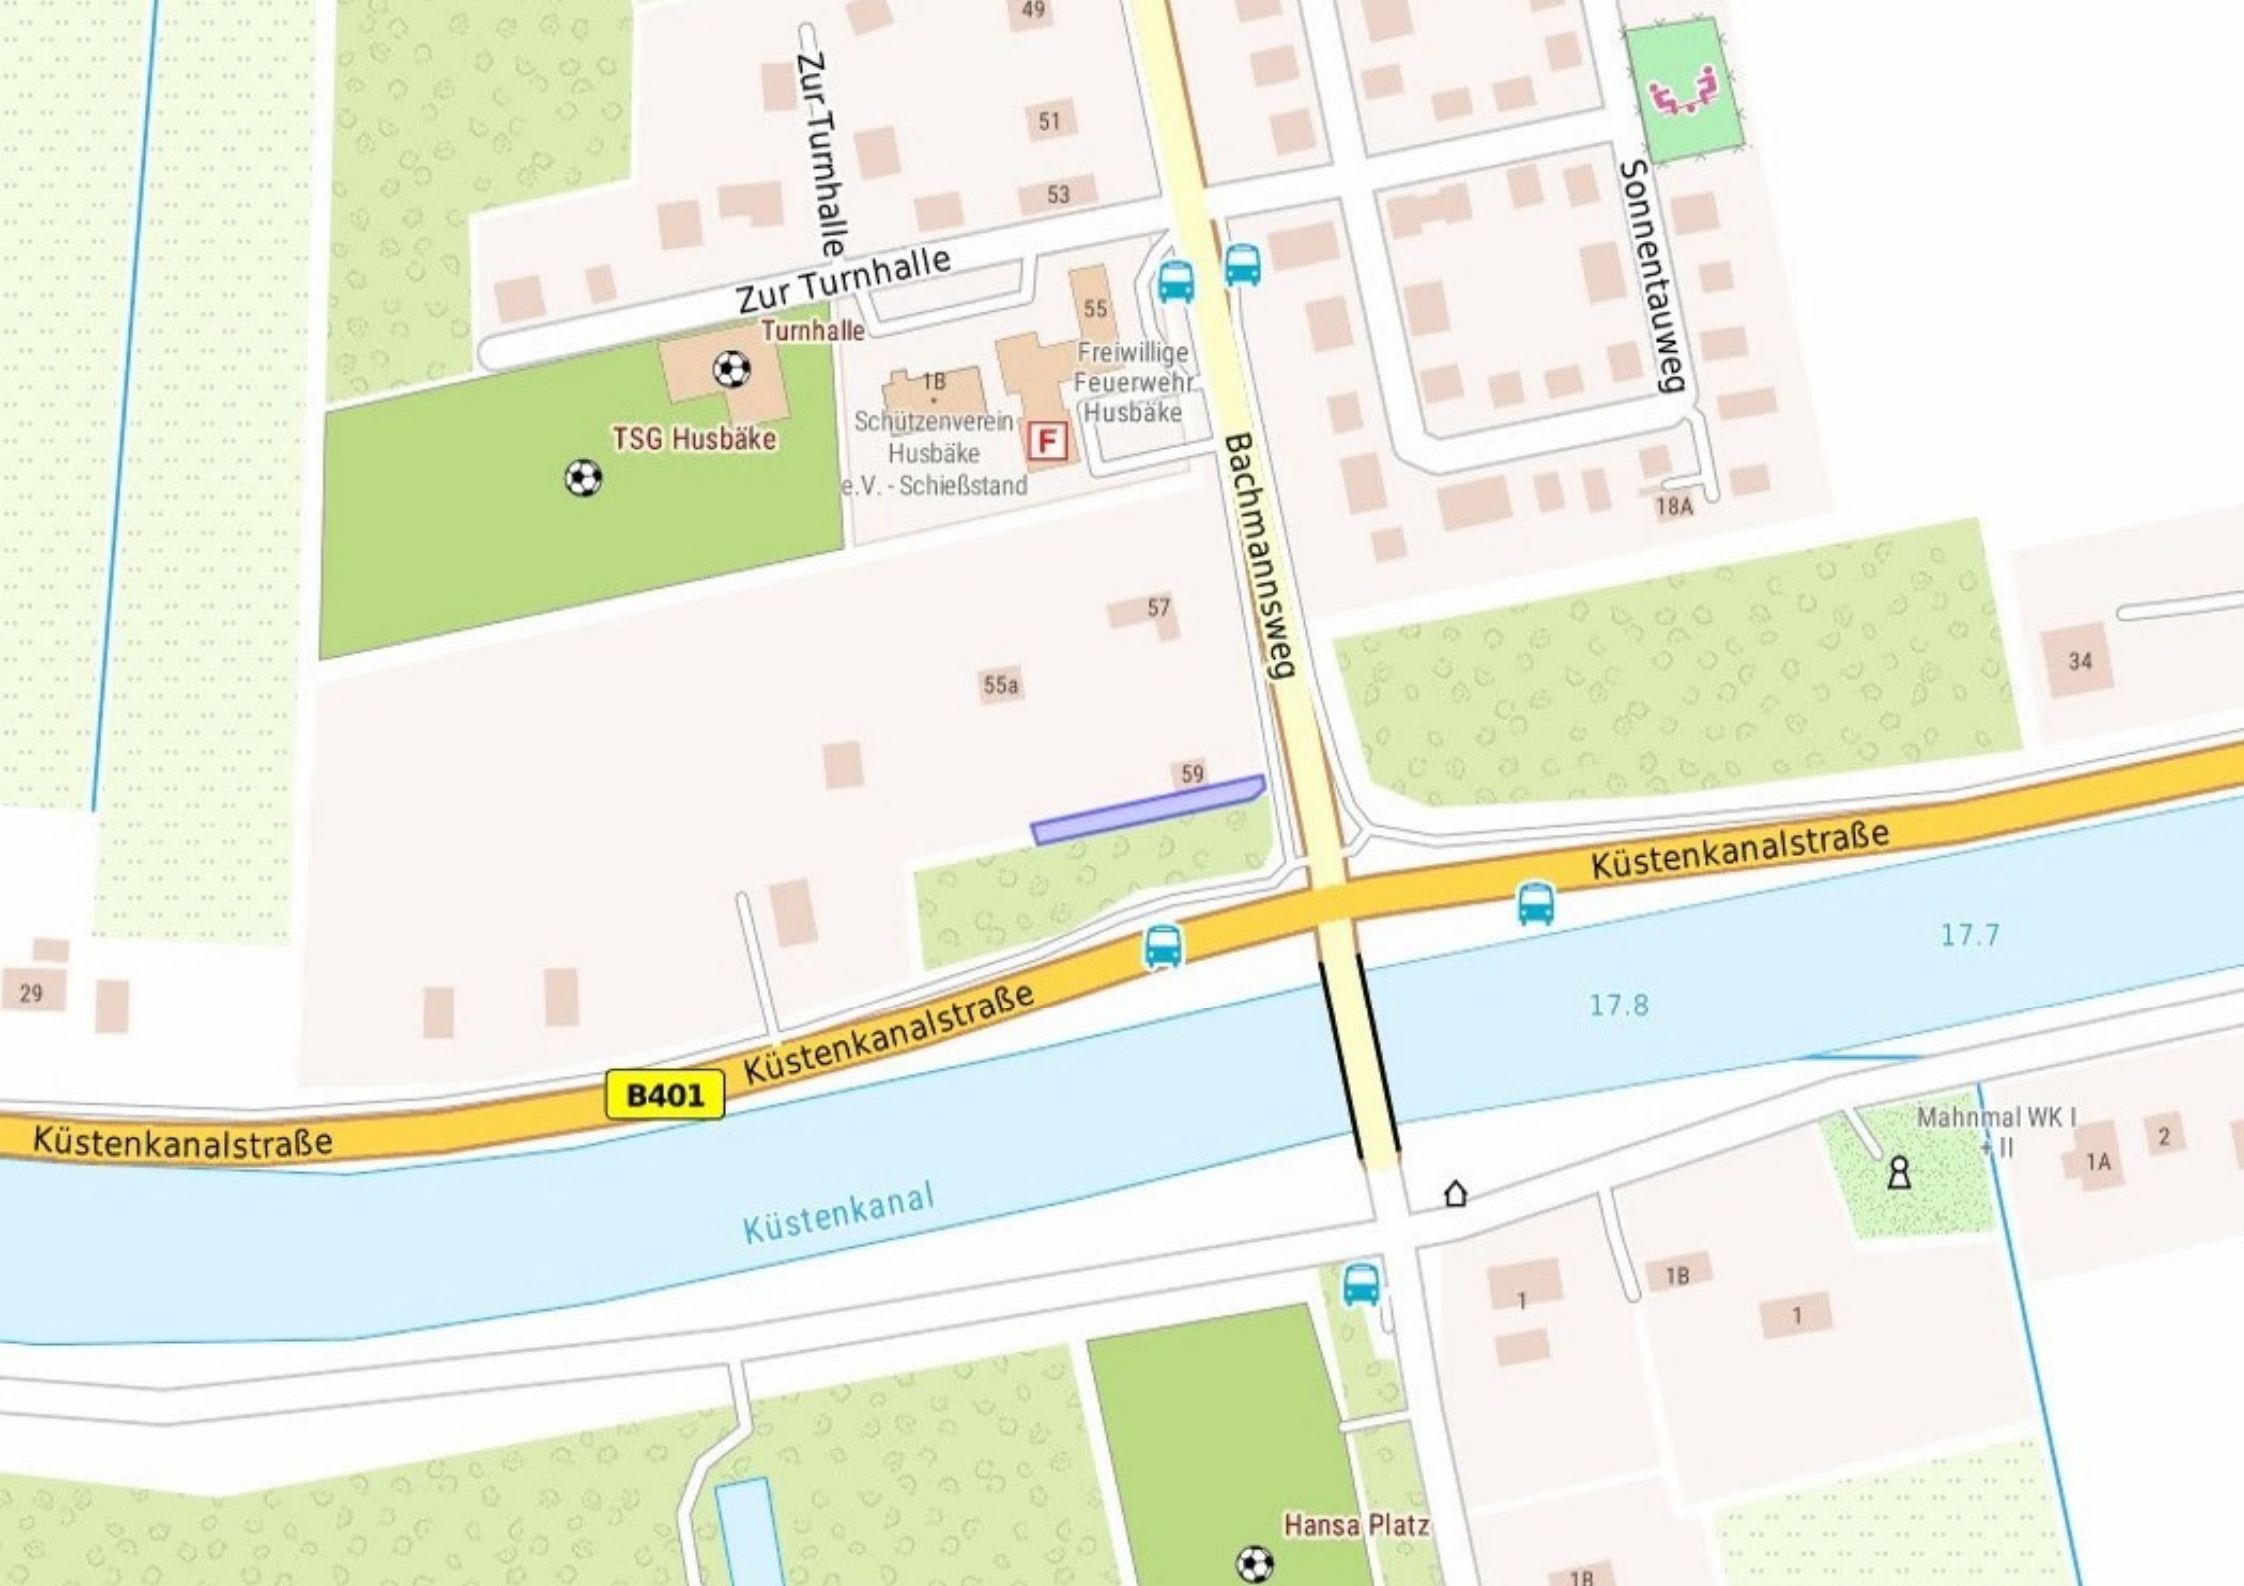 49
Zur Turnhalle
51
53
Sonnentauweg
Zur Turnhalle
Turnhalle
55
Freiwillige
Feuerwehr
Husbäke
1B
Schützenverein
Husbäke
e.V. - Schießstand
F
TSG Husbäke
Bachmannsweg
18A
57
55a
34
59
Küstenkanalstraße
17.7
29
17.8
Küstenkanalstraße
B401
Küstenkanalstraße
Mahnmal WK I
+ II
1A
2
Küstenkanal
1
1B
1
Hansa Platz
1B